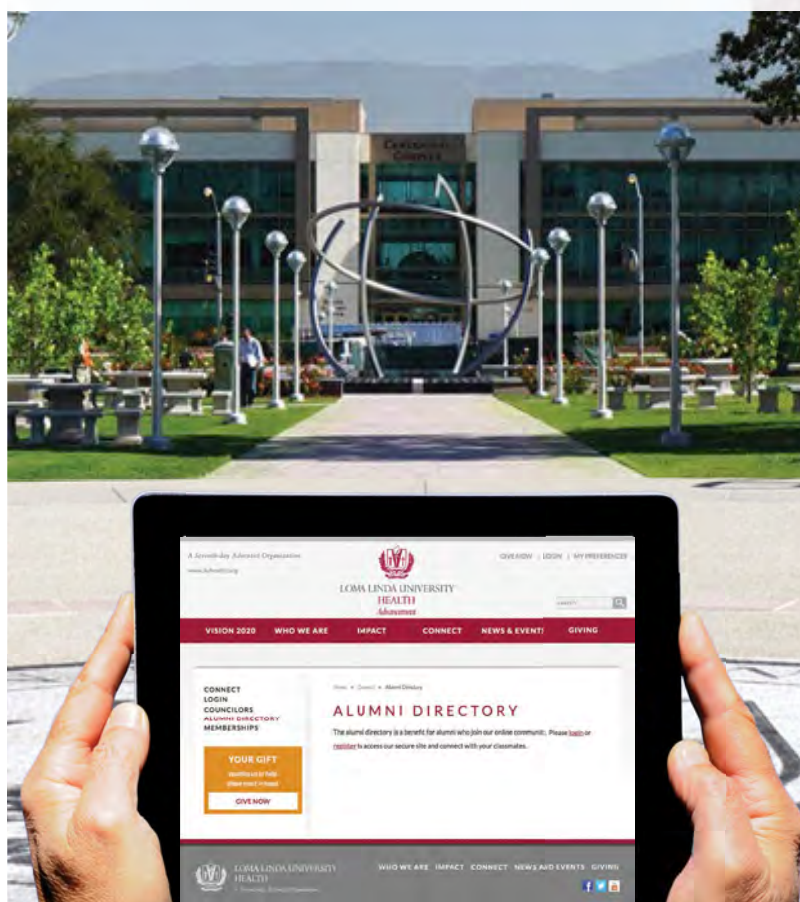 CENTENNIAL
COMPLEX
A Seventh-day Adventist Organization
GIVE NOW | LOGIN | MY PREFERENCES
LOMA LINDA UNIVERSITY
HEALTH
Advancement
VISION 2020 WHO WE ARE IMPACT CONNECT NEWS & EVENTS GIVING
CONNECT
LOGIN
COUNCILORS
ALUMNI DIRECTORY
MEMBERSHIPS
YOUR GIFT
GIVE NOW
Home Connect Alumni Directory
ALUMNI DIRECTORY
The alumni directory is a benefit for alumni who join our online community. Please login or
register to access our secure site and connect with your classmates.
LOMA LINDA UNIVERSITY
HEALTH
WHO WE ARE IMPACT CONNECT NEWS AND EVENTS GIVING